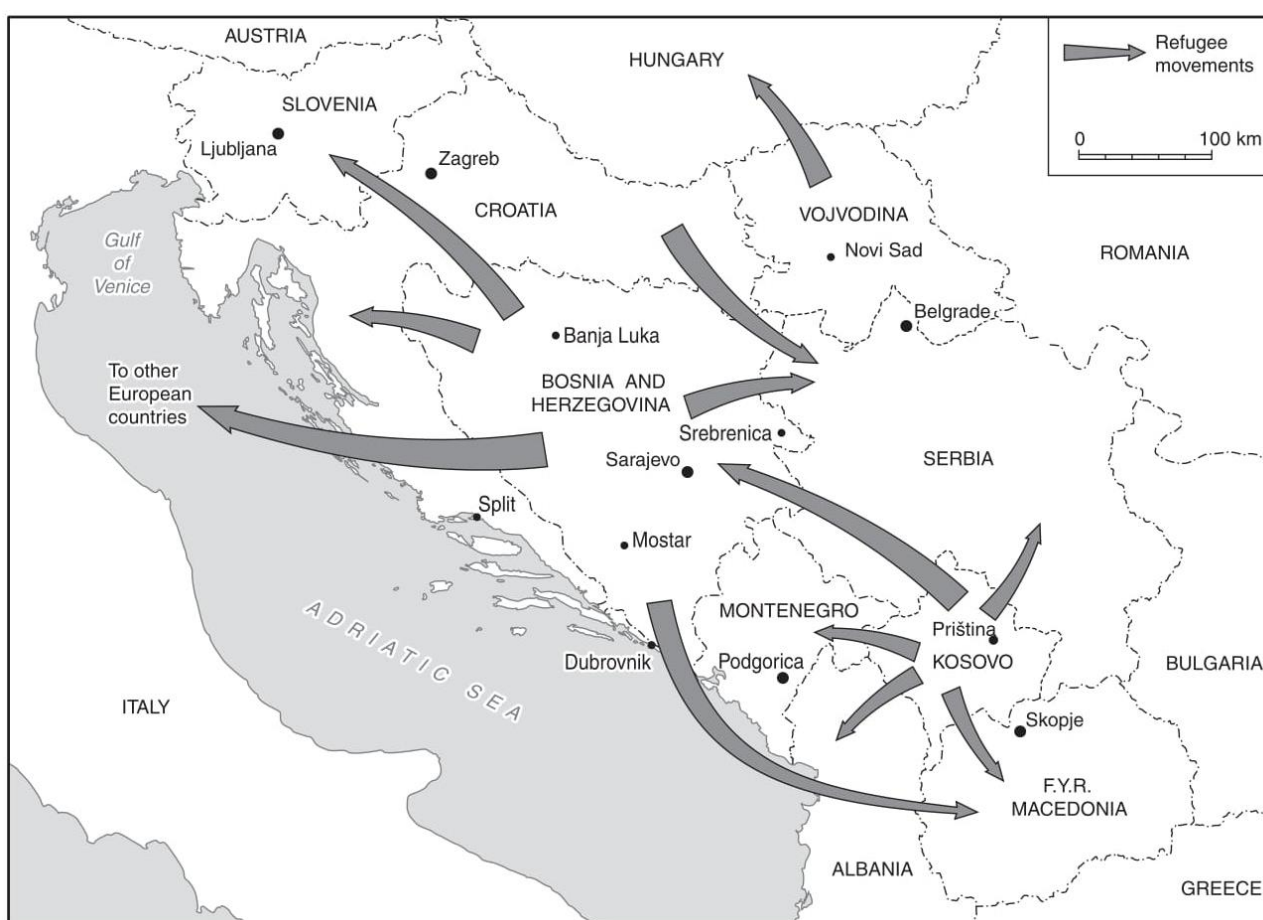 AUSTRIA
HUNGARY
Refugee
movements
0 100 km
SLOVENIA
Ljubljana
Zagreb
CROATIA
VOJVODINA
Novi Sad
ROMANIA
Gulf
of
Venice
Belgrade
Banja Luka
To other
European
countries
BOSNIA AND
HERZEGOVINA
Srebrenica
Sarajevo
SERBIA
Split
Mostar
MONTENEGRO
Priština
KOSOVO
Dubrovnik
Podgorica
BULGARIA
ADRIATIC SEA
ITALY
Skopje
F.Y.R.
MACEDONIA
ALBANIA
GREECE